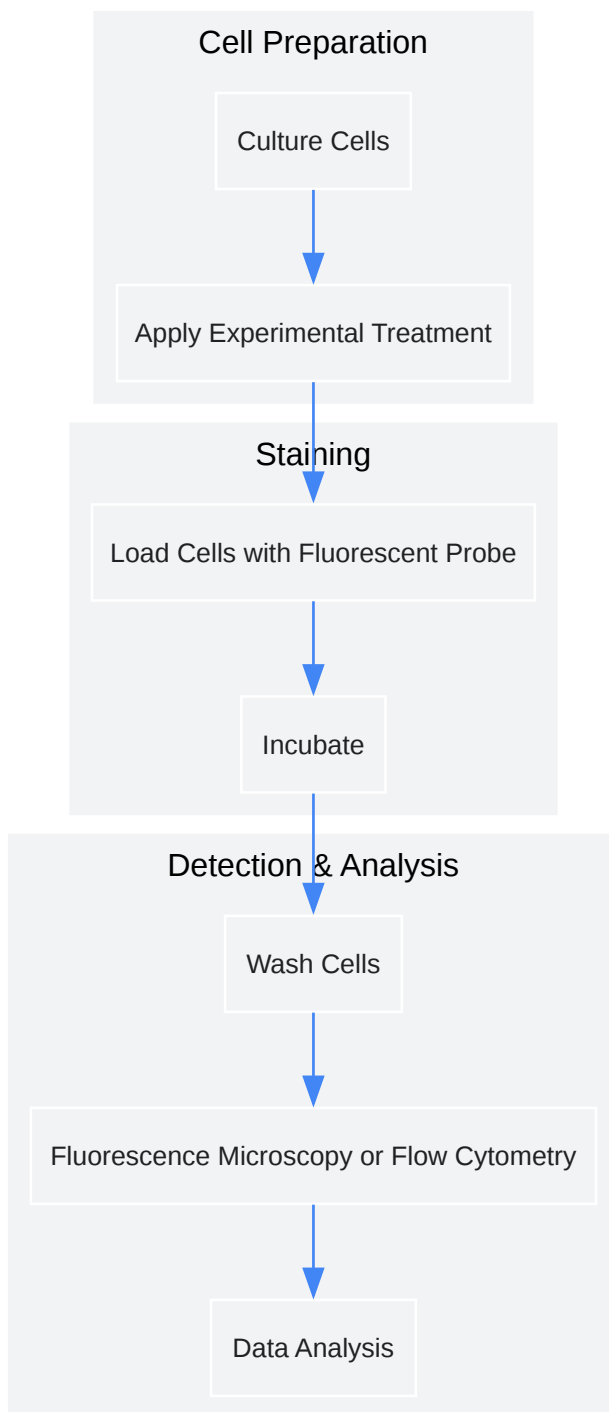 Cell Preparation
Culture Cells
Apply Experimental Treatment
Staining
Load Cells with Fluorescent Probe
Incubate
Detection & Analysis
Wash Cells
Fluorescence Microscopy or Flow Cytometry
Data Analysis